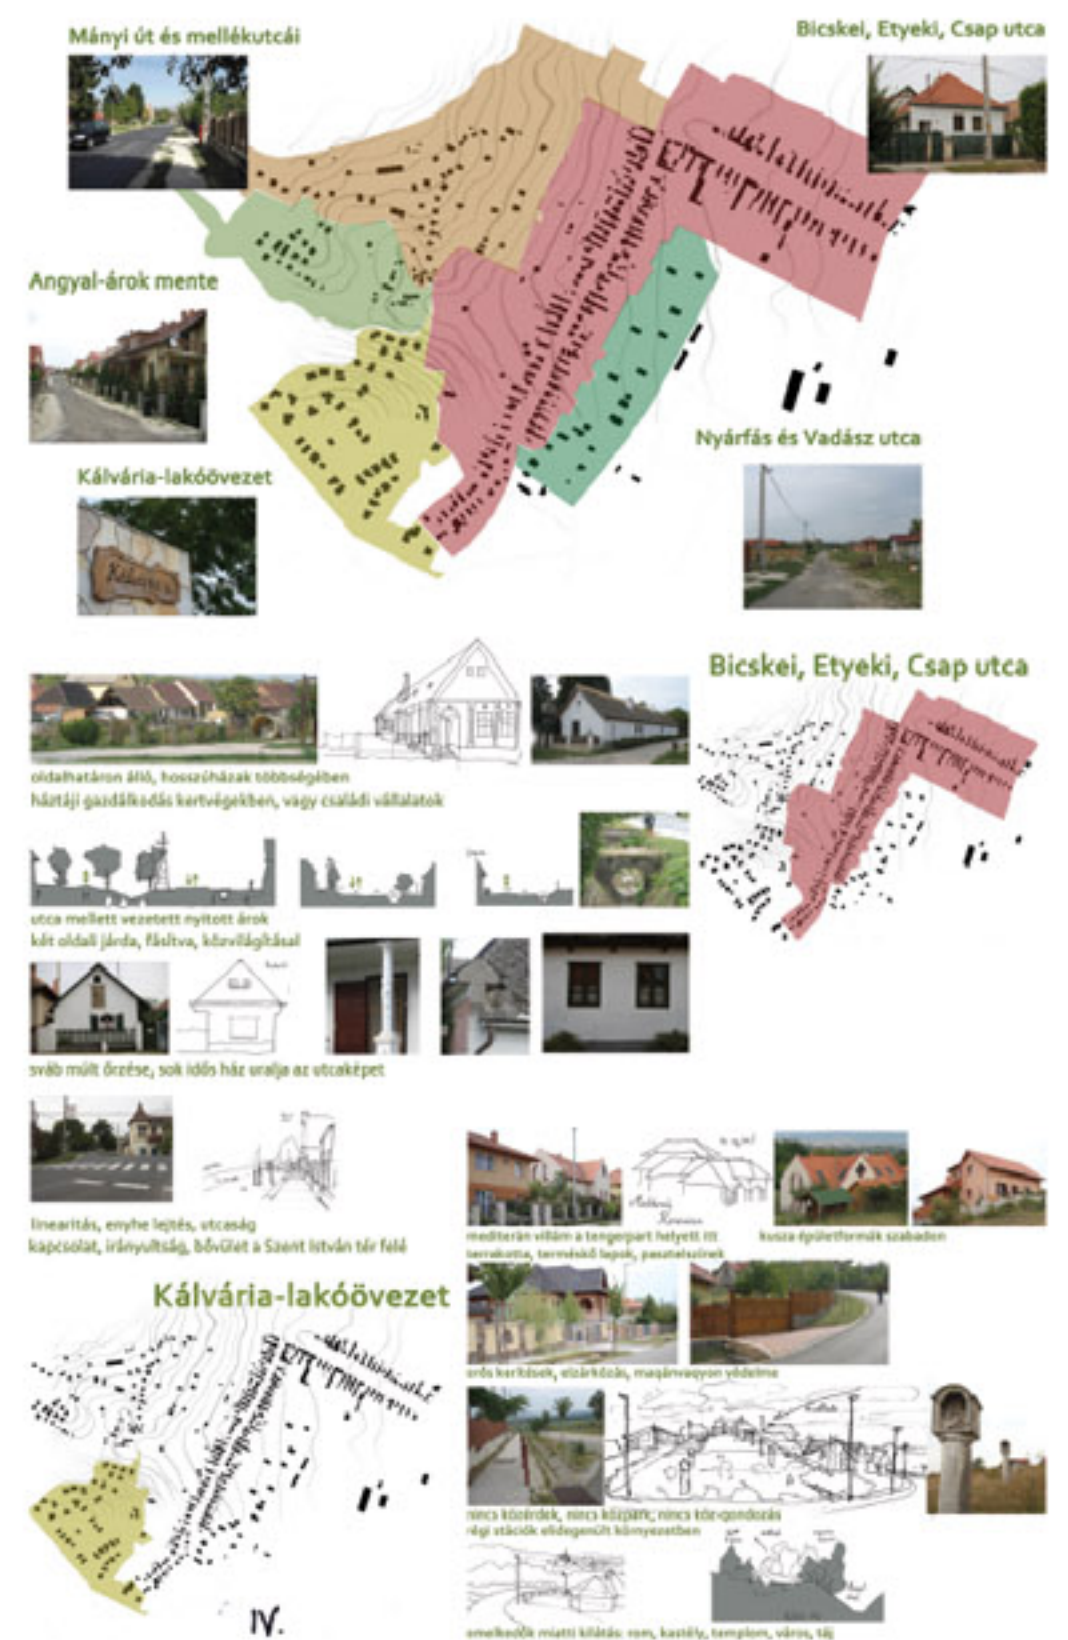 Mányi út és mellékutcái
Bicskei, Etyeki, Csap utca
Angyal-árok mente
Nyárfás és Vadász utca
Kálvária-lakóövezet
Bicskei, Etyeki, Csap utca
oldalhatáron álló, hosszúházak többségében
háztáji gazdálkodás kertvégekben, vagy családi vállalatok
utca mellett vezetett nyitott árok
két oldali járda, fásítva, közvilágítással
sváb múlt őrzése, sok idős ház uralja az utcaképet
linearitás, enyhe lejtés, utcaság
kapcsolat, irányultság, bővület a Szent István tér felé
mediterán villám a tengerpart helyett itt
terrakotta, terméskő lapok, pasztelszínek
kusza épületformák szabadon
Kálvária-lakóövezet
erős kerítések, elzárkózás, magánvagyon védelme
nincs közérdek, nincs közpark, nincs köz-gondozás
régi stációk elidegenült környezetben
IV.
emelkedők miatti kilátás: rom, kastély, templom, város, táj